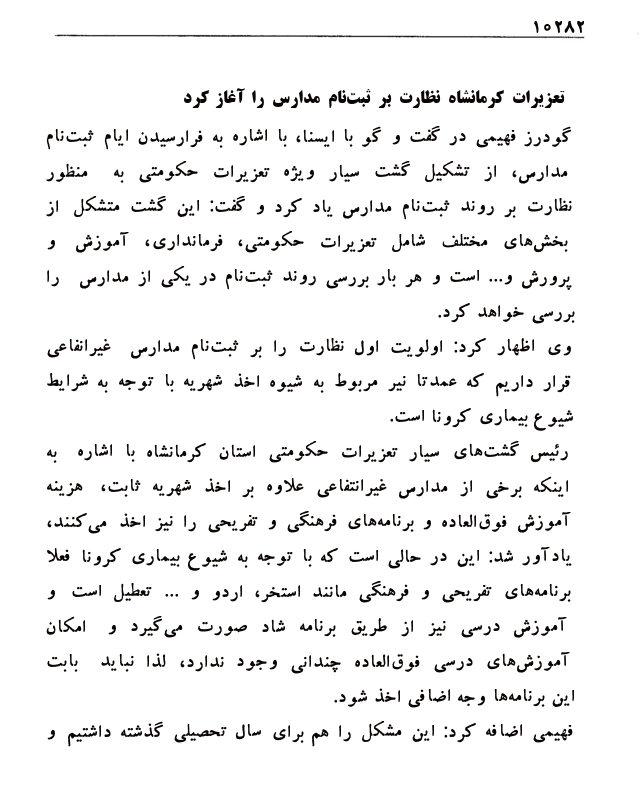 ۱۰۲۸۲
تعزیرات کرمانشاه نظارت بر ثبت‌نام مدارس را آغاز کرد
گودرز فهیمی در گفت و گو با ایسنا، با اشاره به فرارسیدن ایام ثبت‌نام
مدارس، از تشکیل گشت سیار ویژه تعزیرات حکومتی به منظور
نظارت بر روند ثبت‌نام مدارس یاد کرد و گفت: این گشت متشکل از
بخش‌های مختلف شامل تعزیرات حکومتی، فرمانداری، آموزش و
پرورش و... است و هر بار بررسی روند ثبت‌نام در یکی از مدارس را
بررسی خواهد کرد.
وی اظهار کرد: اولویت اول نظارت را بر ثبت‌نام مدارس غیرانفاعی
قرار داریم که عمدتا نیر مربوط به شیوه اخذ شهریه با توجه به شرایط
شیوع بیماری کرونا است.
رئیس گشت‌های سیار تعزیرات حکومتی استان کرمانشاه با اشاره به
اینکه برخی از مدارس غیرانتفاعی علاوه بر اخذ شهریه ثابت، هزینه
آموزش فوق‌العاده و برنامه‌های فرهنگی و تفریحی را نیز اخذ می‌کنند،
یادآور شد: این در حالی است که با توجه به شیوع بیماری کرونا فعلا
برنامه‌های تفریحی و فرهنگی مانند استخر، اردو و ... تعطیل است و
آموزش درسی نیز از طریق برنامه شاد صورت می‌گیرد و امکان
آموزش‌های درسی فوق‌العاده چندانی وجود ندارد، لذا نباید بابت
این برنامه‌ها وجه اضافی اخذ شود.
فهیمی اضافه کرد: این مشکل را هم برای سال تحصیلی گذشته داشتیم و